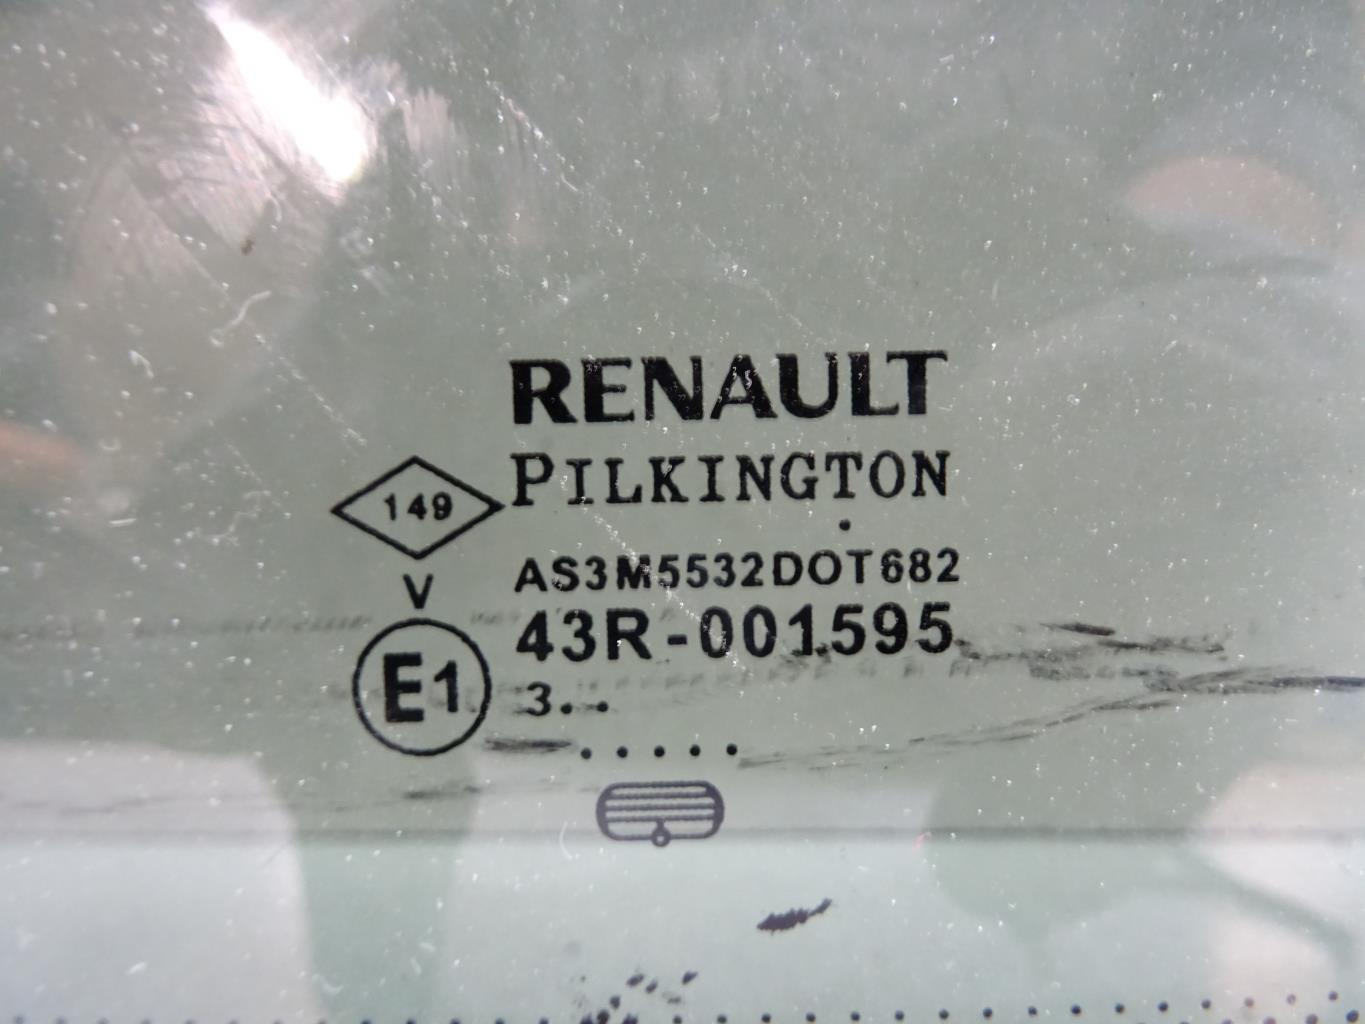 RENAULT
PILKINGTON
149
AS3M5532DOT682
V
43R-001595
E1
3..
.....